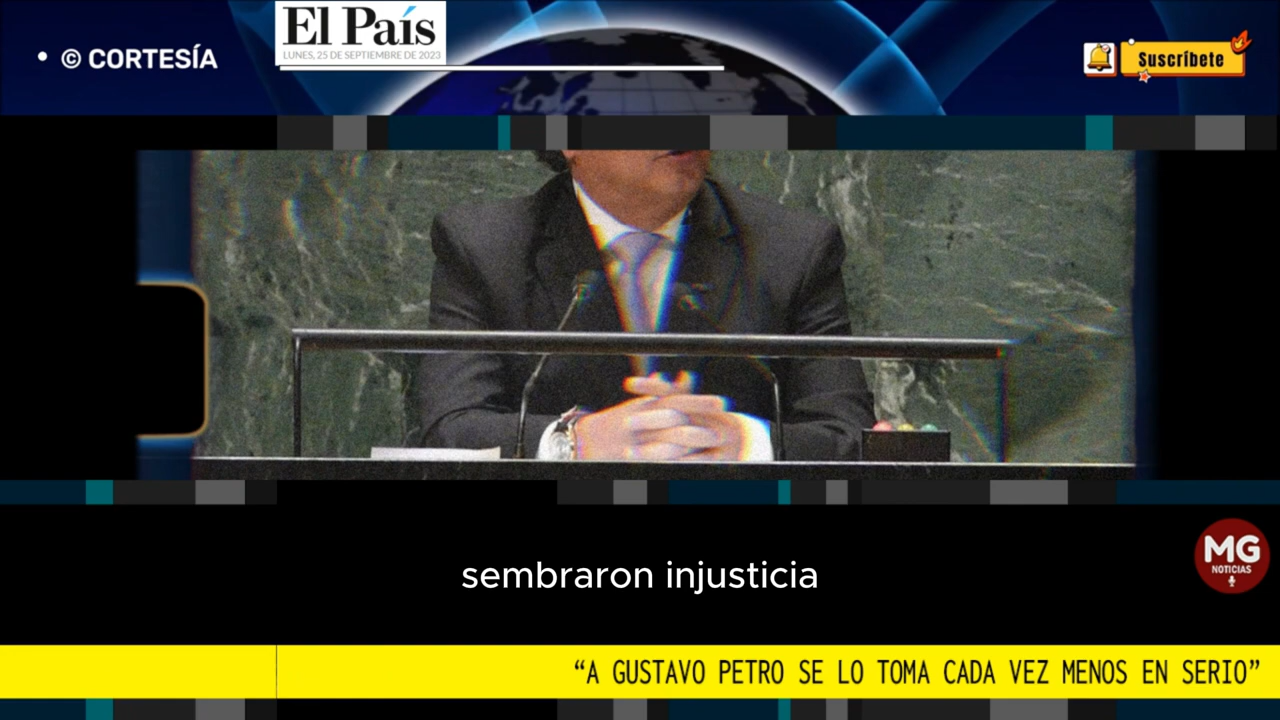 El País
LUNES, 25 DE SEPTIEMBRE DE 2023
• © CORTESÍA
Suscríbete
sembraron injusticia
MG
NOTICIAS
“A GUSTAVO PETRO SE LO TOMA CADA VEZ MENOS EN SERIO”